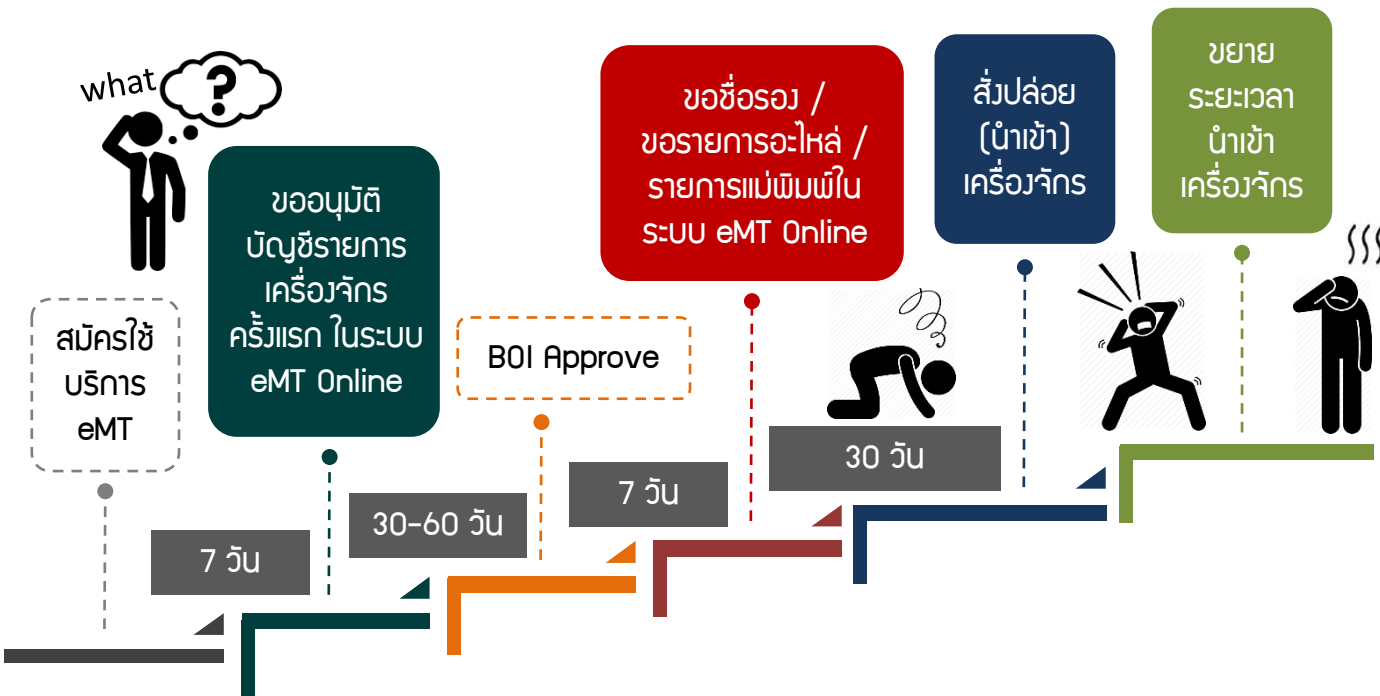 what
?
สมัครใช้
บริการ
eMT
7 วัน
ขออนุมัติ
บัญชีรายการ
เครื่องจักร
ครั้งแรก ในระบบ
eMT Online
30-60 วัน
BOI Approve
7 วัน
ขอชื่อรอง /
ขอรายการอะไหล่ /
รายการแม่พิมพ์ใน
ระบบ eMT Online
30 วัน
สั่งปล่อย
(นำเข้า)
เครื่องจักร
ขยาย
ระยะเวลา
นำเข้า
เครื่องจักร